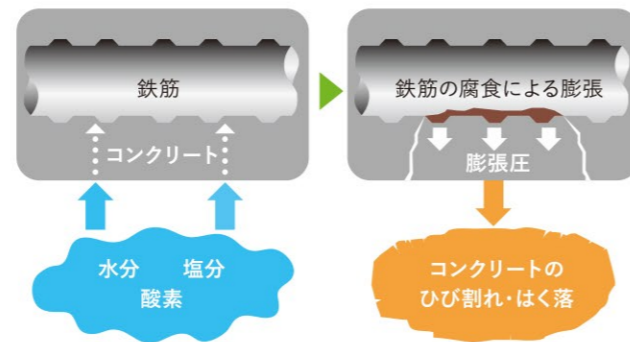 鉄筋
コンクリート
水分 塩分
酸素
鉄筋の腐食による膨張
膨張圧
コンクリートの
ひび割れ・はく落